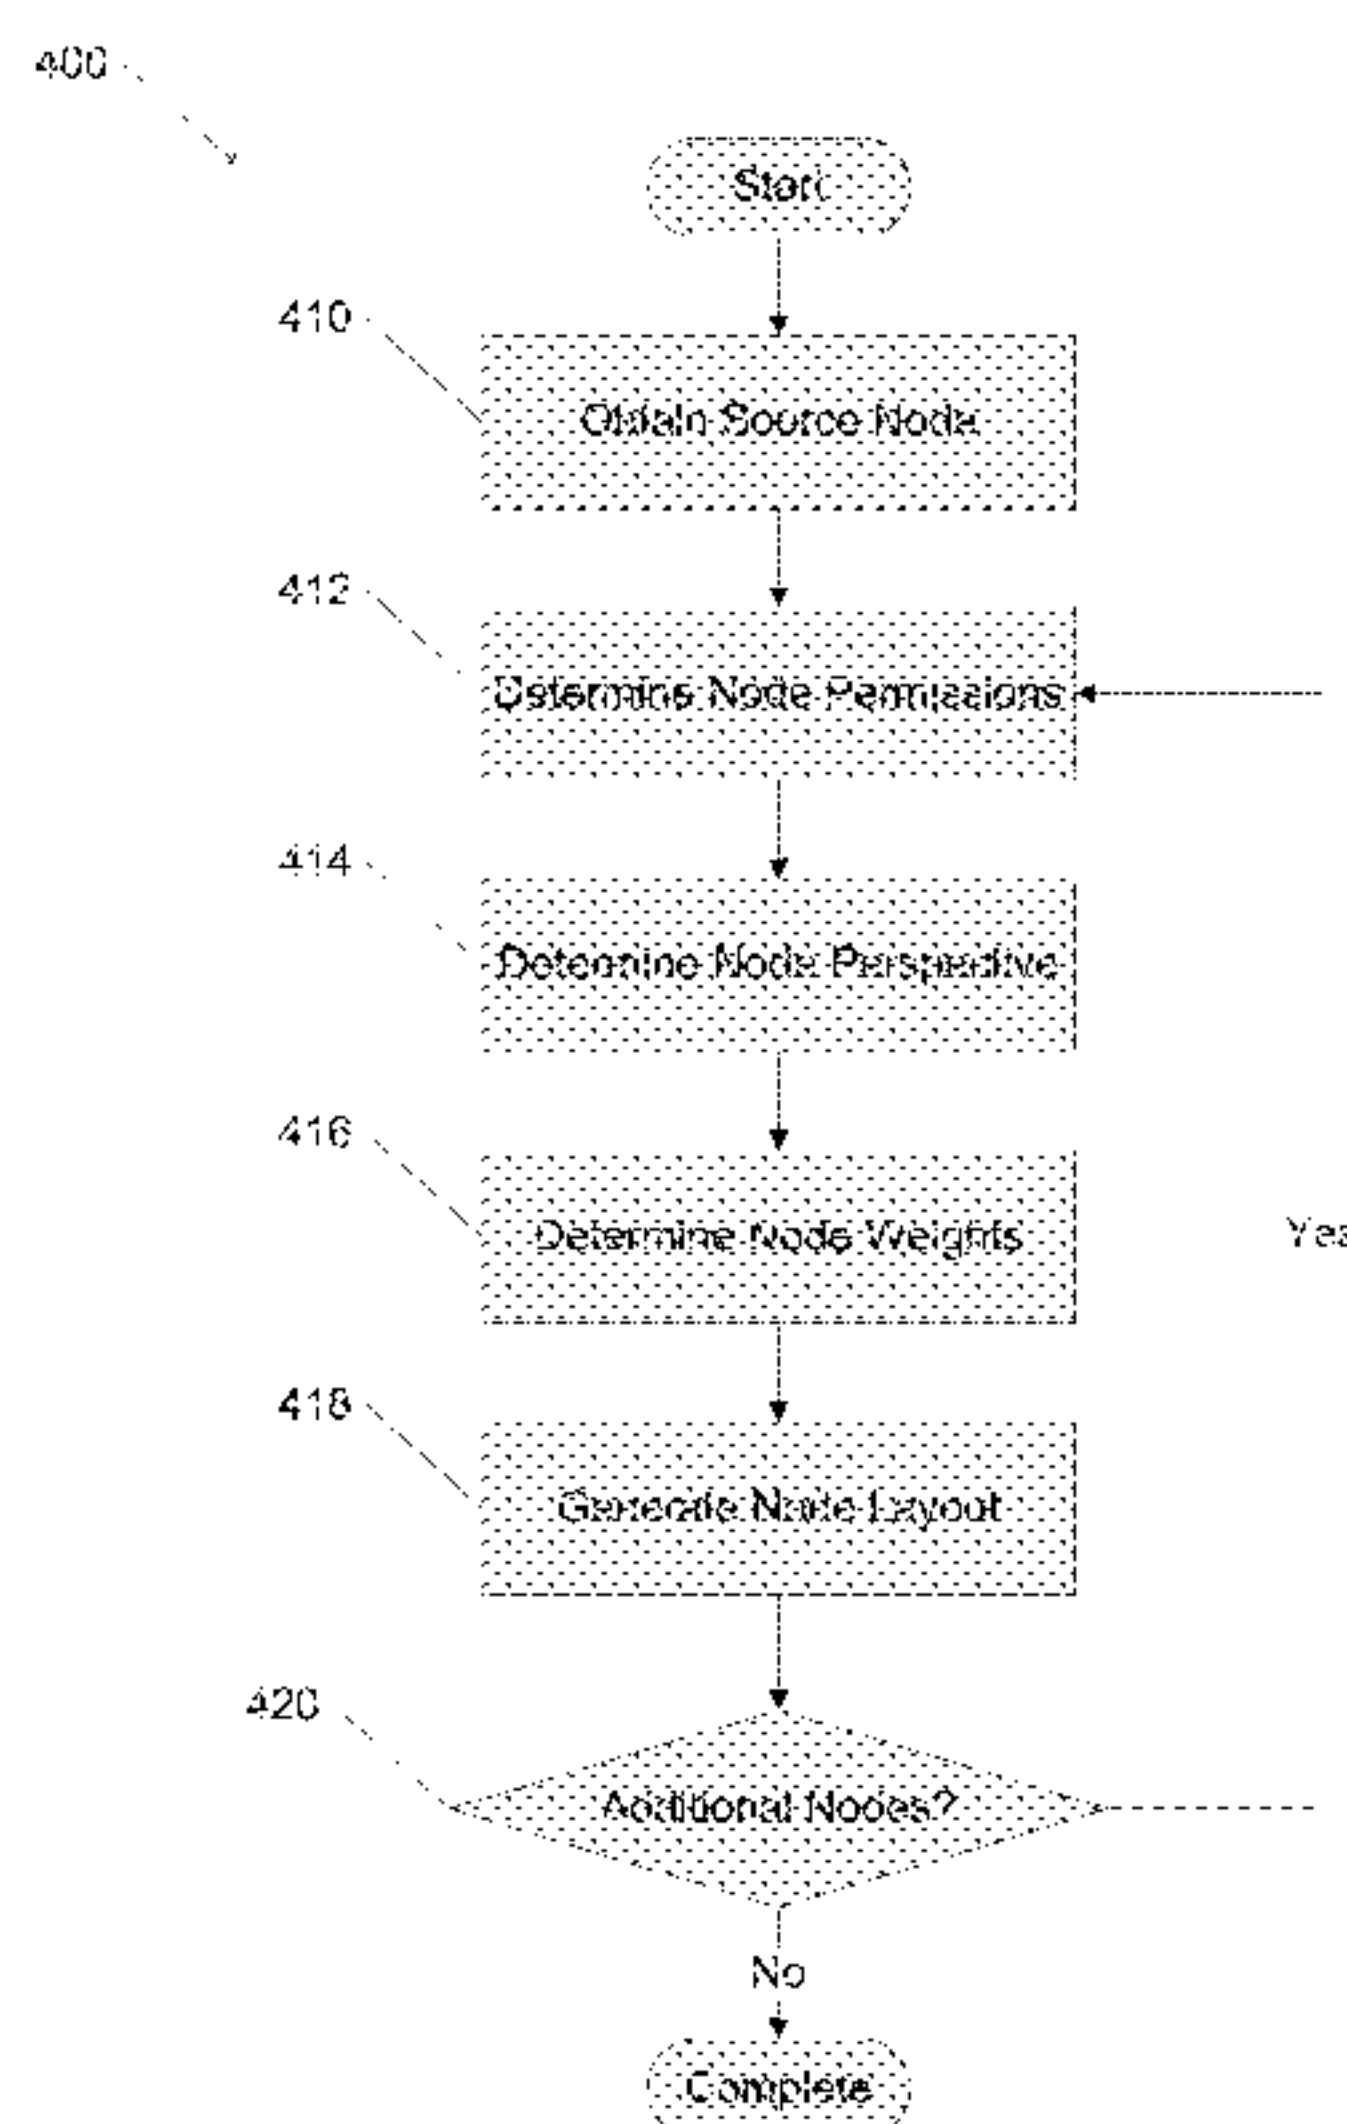 400
Start
410
Obtain Source Node
412
Determine Node Permissions
414
Determine Node Perspective
416
Determine Node Weights
Yes
418
Generate Node Layout
420
Additional Nodes?
No
Complete